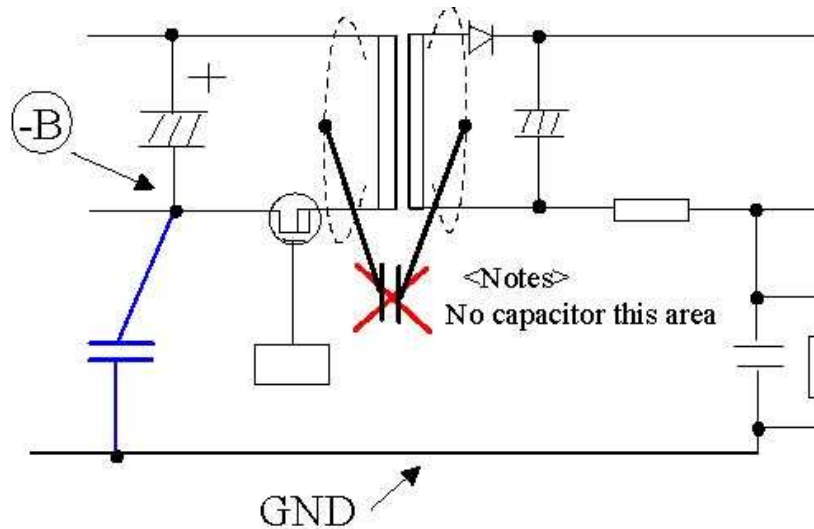 +
-B
<Notes>
No capacitor this area
GND